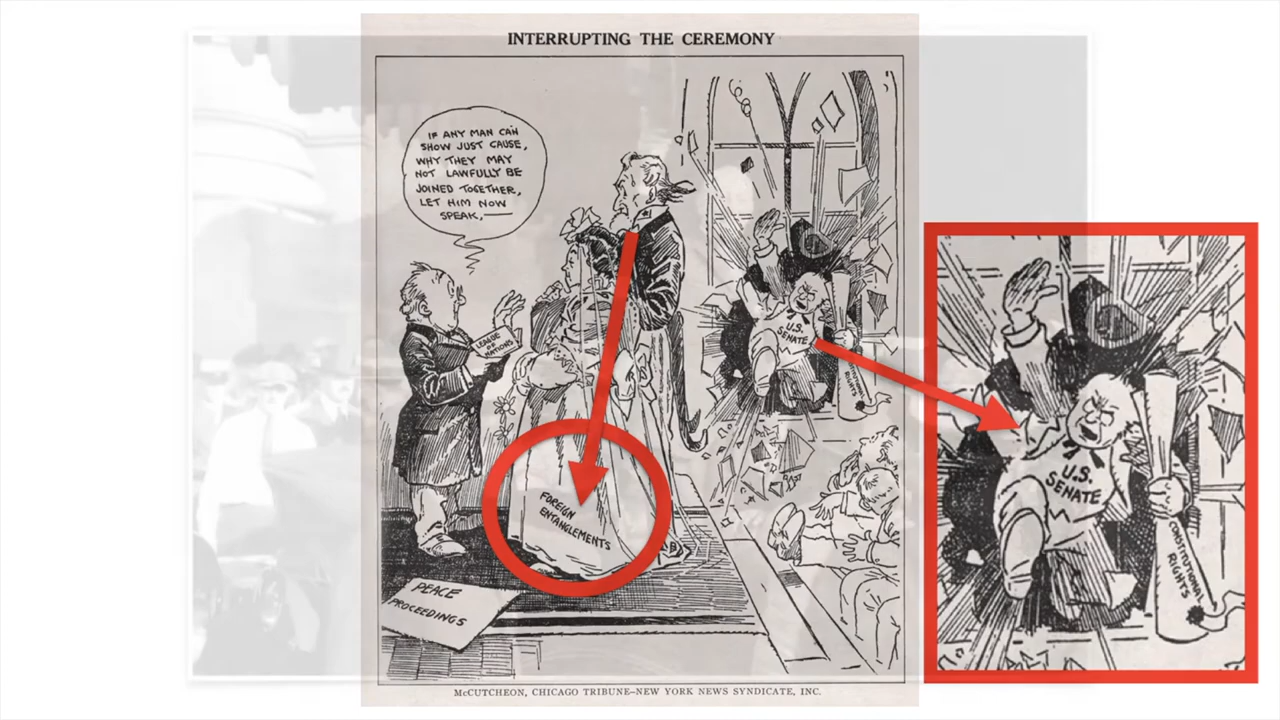 INTERRUPTING THE CEREMONY
IF ANY MAN CAN
SHOW JUST CAUSE,
WHY THEY MAY
NOT LAWFULLY BE
JOINED TOGETHER,
LET HIM NOW
SPEAK,—
LEAGUE
OF
NATIONS
U.S.
SENATE
CONSTITUTIONAL
RIGHTS
FOREIGN
ENTANGLEMENTS
PEACE
PROCEEDINGS
McCUTCHEON, CHICAGO TRIBUNE–NEW YORK NEWS SYNDICATE, INC.
U.S.
SENATE
CONSTITUTIONAL
RIGHTS